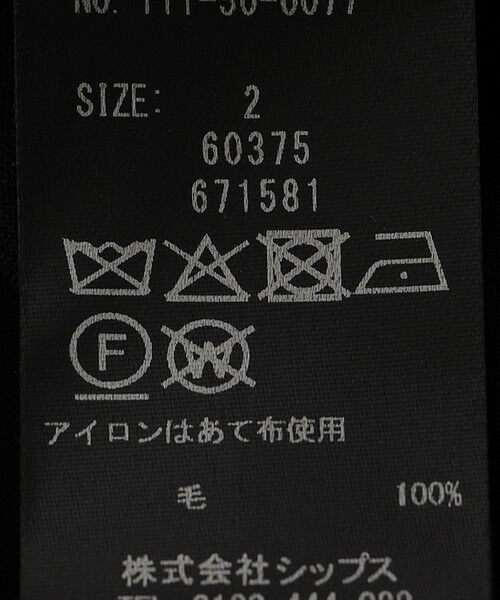 SIZE: 2
60375
671581
F W
アイロンはあて布使用
毛 100%
株式会社シップス